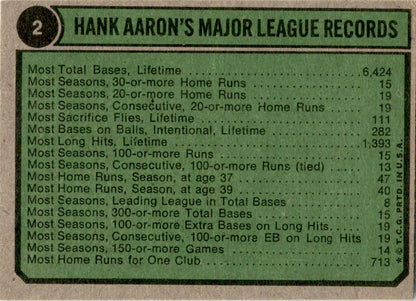 2 HANK AARON'S MAJOR LEAGUE RECORDS
Most Total Bases, Lifetime 6,424
Most Seasons, 30-or-more Home Runs 15
Most Seasons, 20-or-more Home Runs 19
Most Seasons, Consecutive, 20-or-more Home Runs 19
Most Sacrifice Flies, Lifetime 111
Most Bases on Balls, Intentional, Lifetime 282
Most Long Hits, Lifetime 1,393
Most Seasons, 100-or-more Runs 15
Most Seasons, Consecutive, 100-or-more Runs (tied) 13
Most Home Runs, Season, at age 37 47
Most Home Runs, Season, at age 39 40
Most Seasons, Leading League in Total Bases 8
Most Seasons, 300-or-more Total Bases 15
Most Seasons, 100-or-more Extra Bases on Long Hits 19
Most Seasons, Consecutive, 100-or-more EB on Long Hits 19
Most Seasons, 150-or-more Games 14
Most Home Runs for One Club 713
* © T.C.G. PRTD. IN U.S.A.